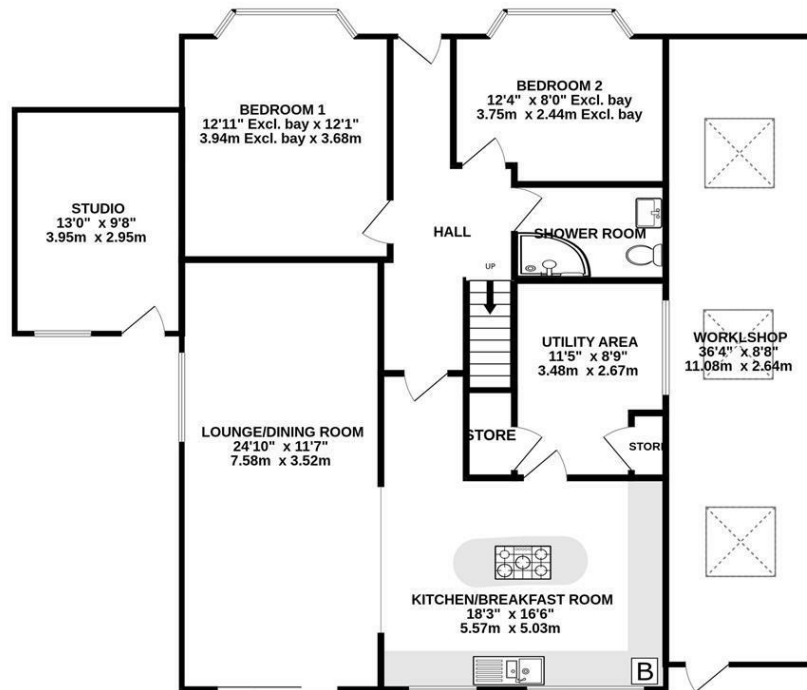 BEDROOM 1
12'11" Excl. bay x 12'1"
3.94m Excl. bay x 3.68m
BEDROOM 2
12'4" x 8'0" Excl. bay
3.75m x 2.44m Excl. bay
STUDIO
13'0" x 9'8"
3.95m x 2.95m
HALL
SHOWER ROOM
UP
UTILITY AREA
11'5" x 8'9"
3.48m x 2.67m
WORKLSHOP
36'4" x 8'8"
11.08m x 2.64m
LOUNGE/DINING ROOM
24'10" x 11'7"
7.58m x 3.52m
STORE
STORE
KITCHEN/BREAKFAST ROOM
18'3" x 16'6"
5.57m x 5.03m
B